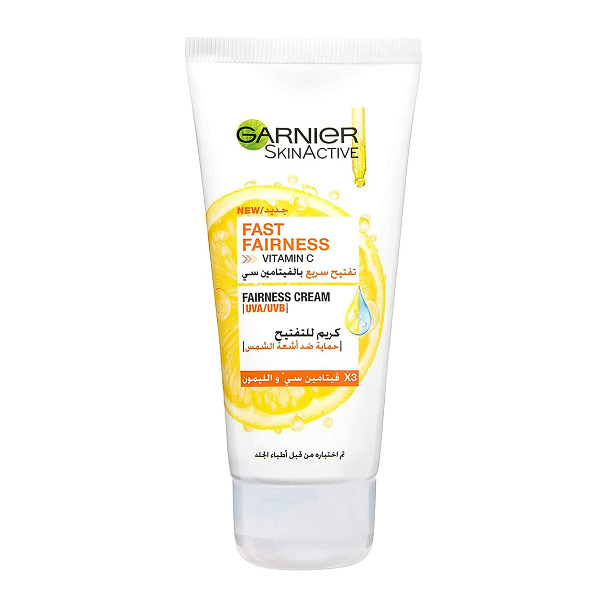 GARNIER
SKINACTIVE
NEW/جديد
FAST
FAIRNESS
VITAMIN C
تفتيح سريع بالفيتامين سي
FAIRNESS CREAM
|UVA/UVB|
كريم للتفتيح
|حماية ضد أشعة الشمس|
X3 فيتامين سي* و الليمون
تم اختباره من قبل أطباء الجلد